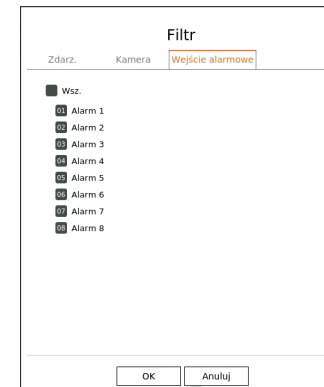 Filtr
Zdarz. Kamera Wejście alarmowe
Wsz.
01 Alarm 1
02 Alarm 2
03 Alarm 3
04 Alarm 4
05 Alarm 5
06 Alarm 6
07 Alarm 7
08 Alarm 8
OK Anuluj